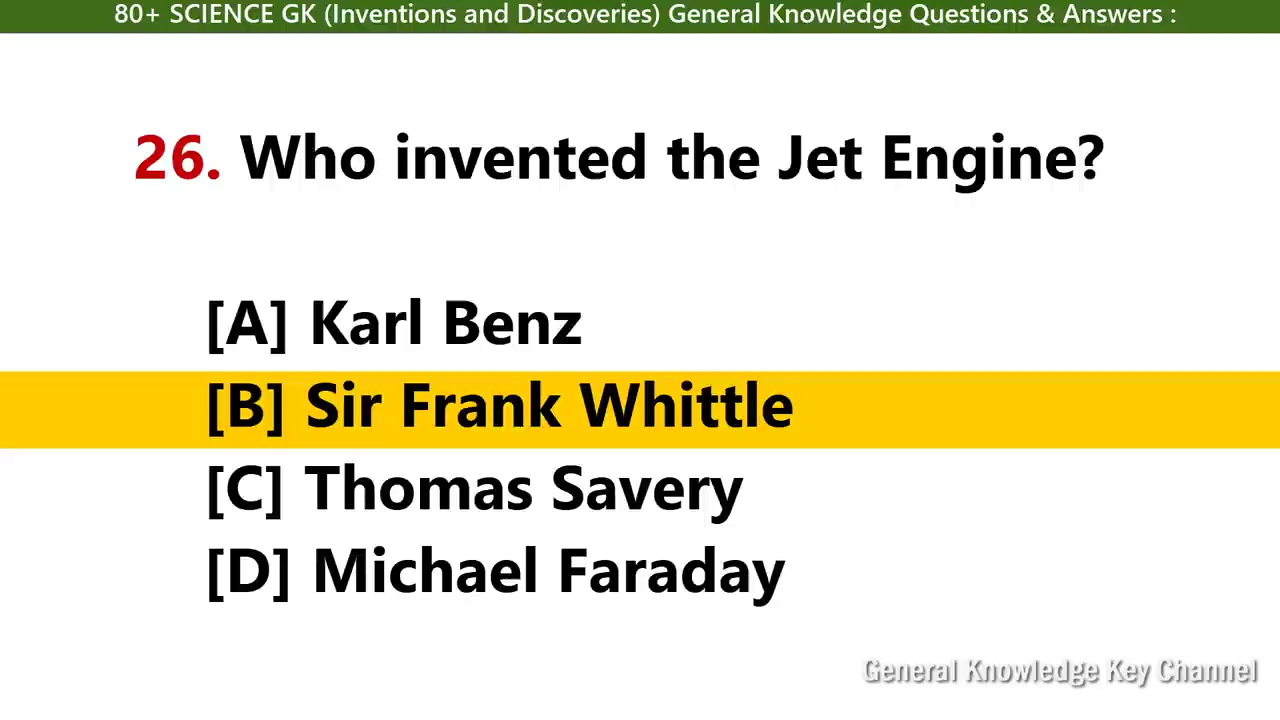 80+ SCIENCE GK (Inventions and Discoveries) General Knowledge Questions & Answers :
26. Who invented the Jet Engine?
[A] Karl Benz
[B] Sir Frank Whittle
[C] Thomas Savery
[D] Michael Faraday
General Knowledge Key Channel